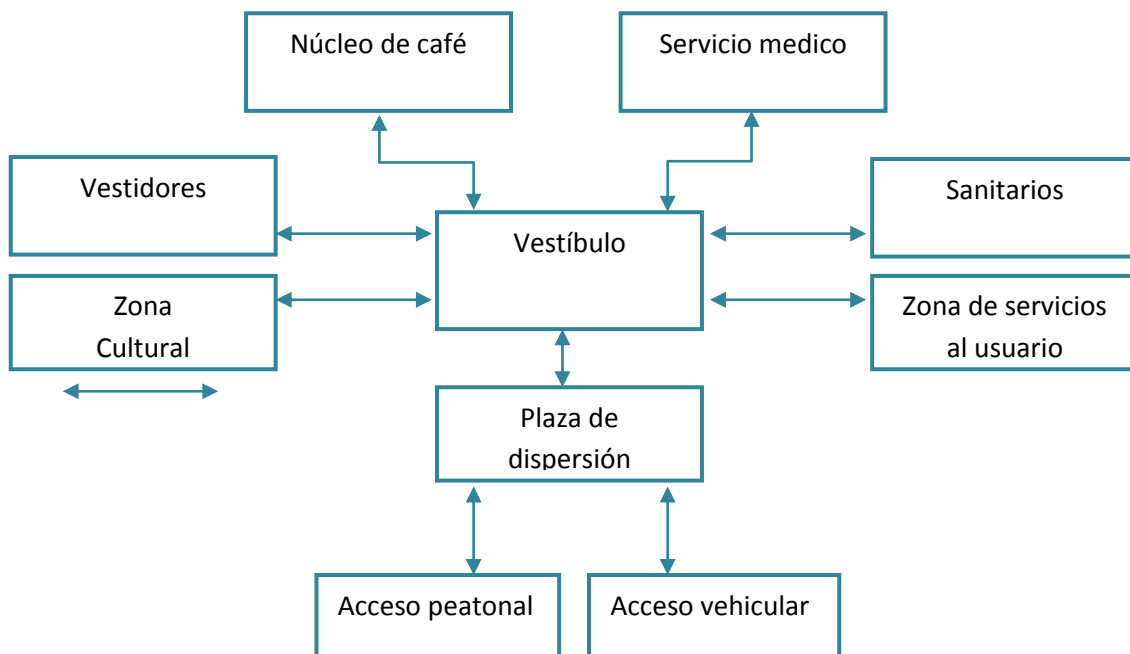 Núcleo de café
Servicio medico
Vestidores
Sanitarios
Vestíbulo
Zona
Cultural
Zona de servicios
al usuario
Plaza de
dispersión
Acceso peatonal
Acceso vehicular